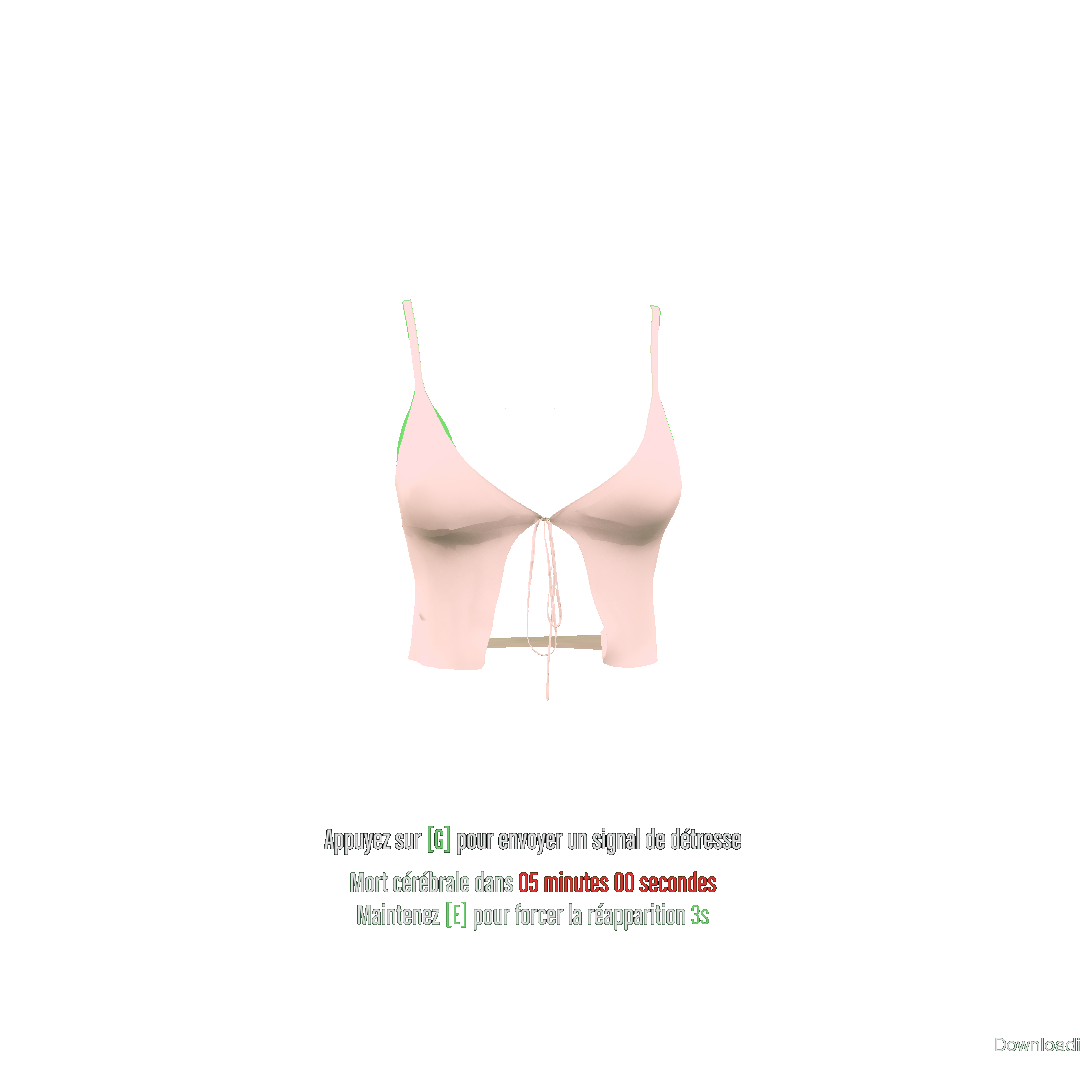 Appuyez sur [G] pour envoyer un signal de détresse
Mort cérébrale dans 05 minutes 00 secondes
Maintenez [E] pour forcer la réapparition 3s
Downloadi